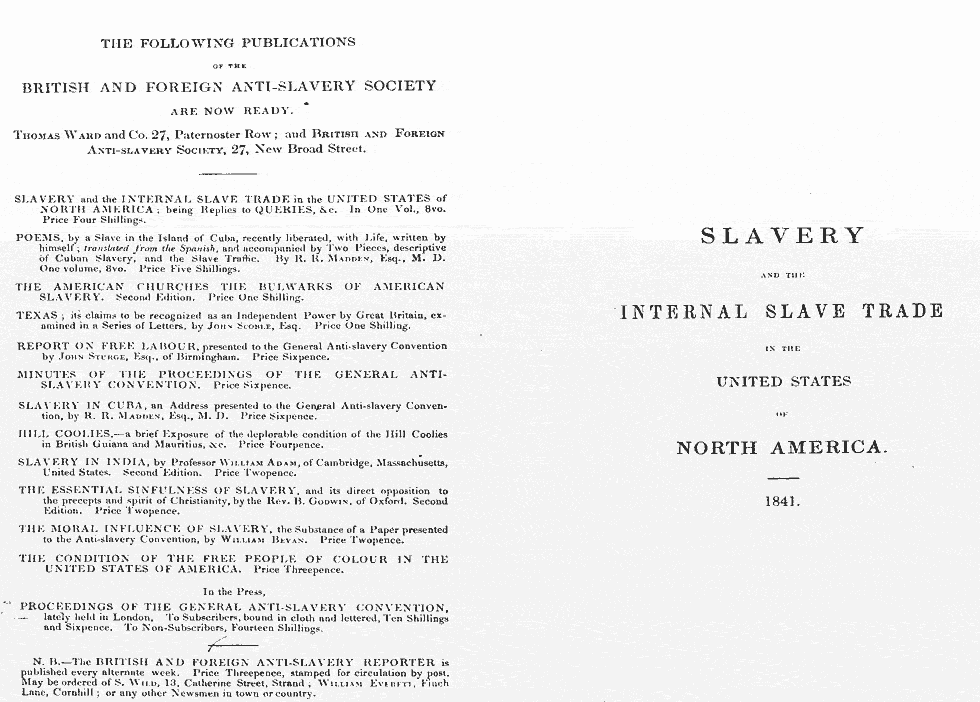 THE FOLLOWING PUBLICATIONS
OF THE
BRITISH AND FOREIGN ANTI-SLAVERY SOCIETY
ARE NOW READY.
THOMAS WARD and Co. 27, Paternoster Row; and BRITISH AND FOREIGN
ANTI-SLAVERY SOCIETY, 27, New Broad Street.
SLAVERY and the INTERNAL SLAVE TRADE in the UNITED STATES of
NORTH AMERICA; being Replies to QUERIES, &c. In One Vol., 8vo.
Price Four Shillings.
POEMS, by a Slave in the Island of Cuba, recently liberated, with Life, written by
himself; translated from the Spanish, and accompanied by Two Pieces, descriptive
of Cuban Slavery, and the Slave Traffic. By R. R. MADDEN, Esq., M. D.
One volume, 8vo. Price Five Shillings.
THE AMERICAN CHURCHES THE BULWARKS OF AMERICAN
SLAVERY. Second Edition. Price One Shilling.
TEXAS; its claims to be recognized as an Independent Power by Great Britain, ex-
amined in a Series of Letters, by JOHN SCOBLE, Esq. Price One Shilling.
REPORT ON FREE LABOUR, presented to the General Anti-slavery Convention
by JOHN STURGE, Esq., of Birmingham. Price Sixpence.
MINUTES OF THE PROCEEDINGS OF THE GENERAL ANTI-
SLAVERY CONVENTION. Price Sixpence.
SLAVERY IN CUBA, an Address presented to the General Anti-slavery Conven-
tion, by R. R. MADDEN, Esq., M. D. Price Sixpence.
HILL COOLIES,—a brief Exposure of the deplorable condition of the Hill Coolies
in British Guiana and Mauritius, &c. Price Fourpence.
SLAVERY IN INDIA, by Professor WILLIAM ADAM, of Cambridge, Massachusetts,
United States. Second Edition. Price Twopence.
THE ESSENTIAL SINFULNESS OF SLAVERY, and its direct opposition to
the precepts and spirit of Christianity, by the Rev. B. GODWIN, of Oxford. Second
Edition. Price Twopence.
THE MORAL INFLUENCE OF SLAVERY, the Substance of a Paper presented
to the Anti-slavery Convention, by WILLIAM BEVAN. Price Twopence.
THE CONDITION OF THE FREE PEOPLE OF COLOUR IN THE
UNITED STATES OF AMERICA. Price Threepence.
In the Press,
PROCEEDINGS OF THE GENERAL ANTI-SLAVERY CONVENTION,
lately held in London. To Subscribers, bound in cloth and lettered, Ten Shillings
and Sixpence. To Non-Subscribers, Fourteen Shillings.
N. B.—The BRITISH AND FOREIGN ANTI-SLAVERY REPORTER is
published every alternate week. Price Threepence, stamped for circulation by post.
May be ordered of S. WILD, 13, Catherine Street, Strand; WILLIAM EVERETT, Finch
Lane, Cornhill; or any other Newsmen in town or country.
SLAVERY
AND THE
INTERNAL SLAVE TRADE
IN THE
UNITED STATES
OF
NORTH AMERICA.
1841.